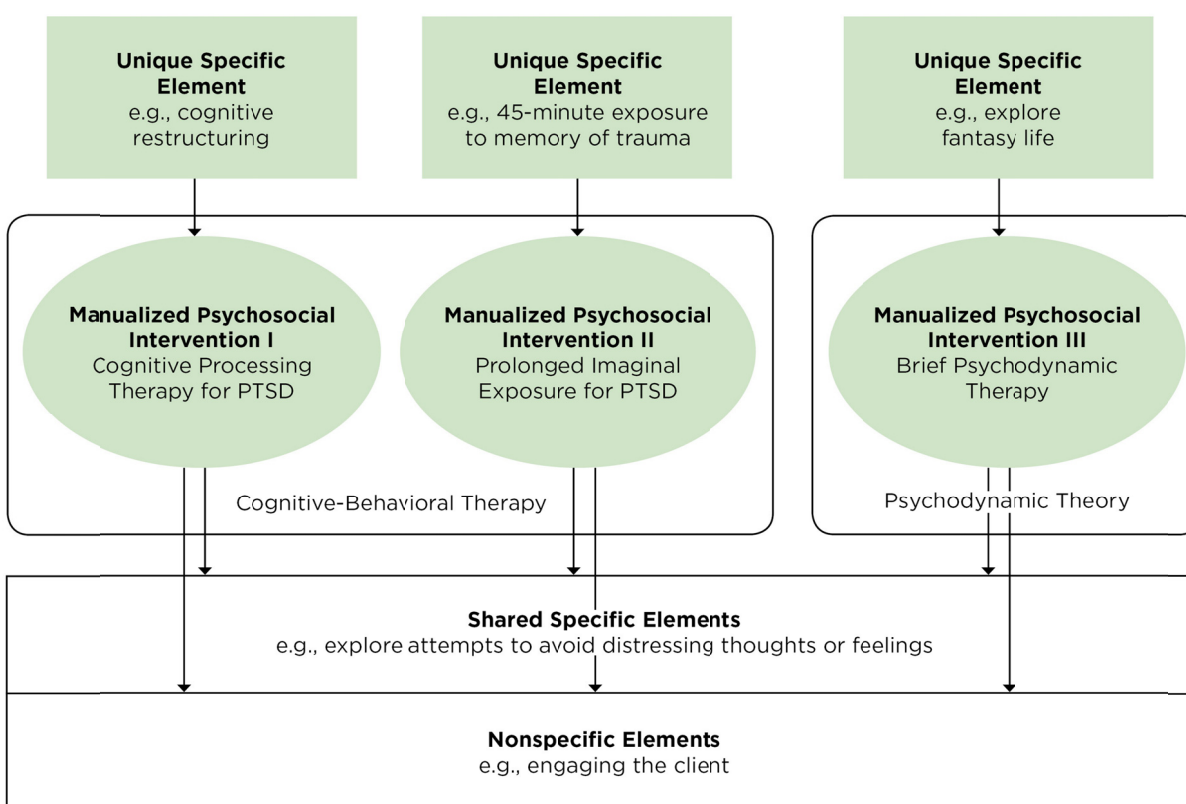 Unique Specific
Element
e.g., cognitive
restructuring
Unique Specific
Element
e.g., 45-minute exposure
to memory of trauma
Unique Specific
Element
e.g., explore
fantasy life
Manualized Psychosocial
Intervention I
Cognitive Processing
Therapy for PTSD
Manualized Psychosocial
Intervention II
Prolonged Imaginal
Exposure for PTSD
Manualized Psychosocial
Intervention III
Brief Psychodynamic
Therapy
Cognitive-Behavioral Therapy
Psychodynamic Theory
Shared Specific Elements
e.g., explore attempts to avoid distressing thoughts or feelings
Nonspecific Elements
e.g., engaging the client